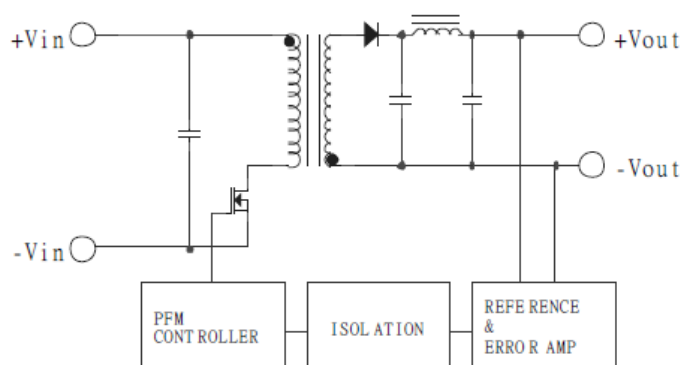 +Vin
+Vout
-Vout
-Vin
PFM
CONTROLLER
ISOLATION
REFERENCE
&
ERROR AMP